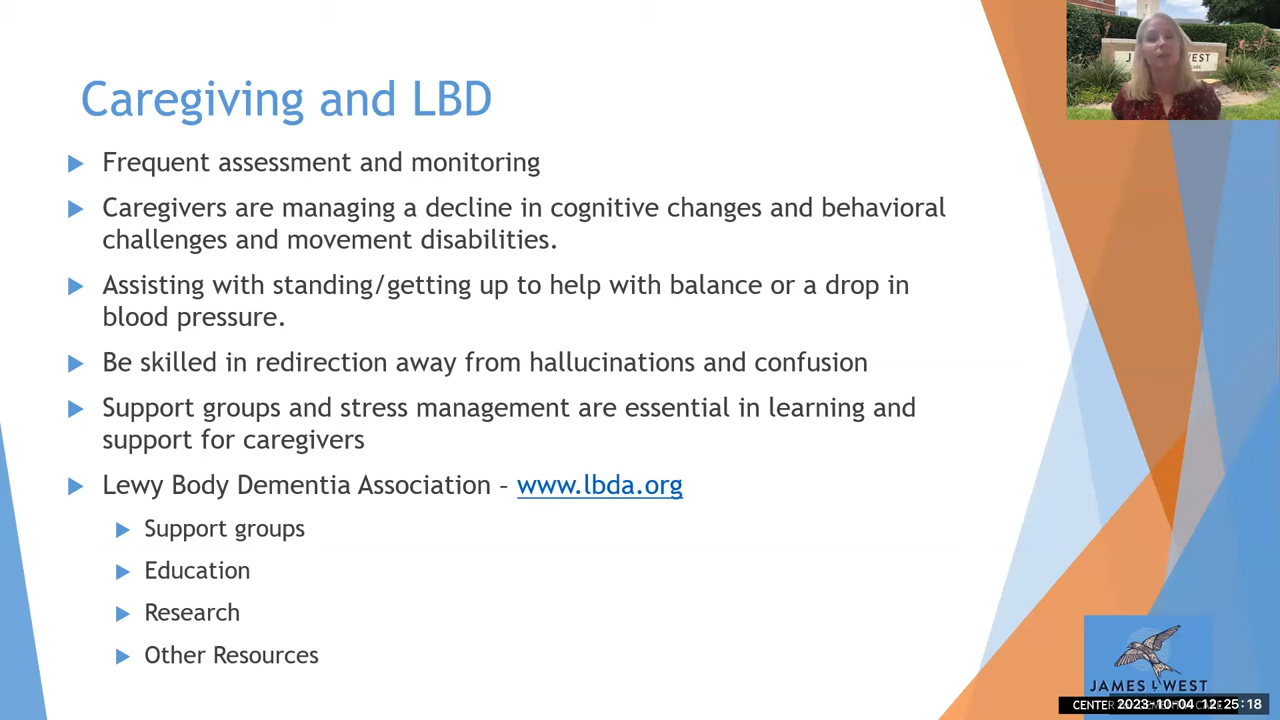 Caregiving and LBD
Frequent assessment and monitoring
Caregivers are managing a decline in cognitive changes and behavioral
challenges and movement disabilities.
Assisting with standing/getting up to help with balance or a drop in
blood pressure.
Be skilled in redirection away from hallucinations and confusion
Support groups and stress management are essential in learning and
support for caregivers
Lewy Body Dementia Association – www.lbda.org
Support groups
Education
Research
Other Resources
WEST
JAMES L WEST
CENTER
2023-10-04 12:25:18